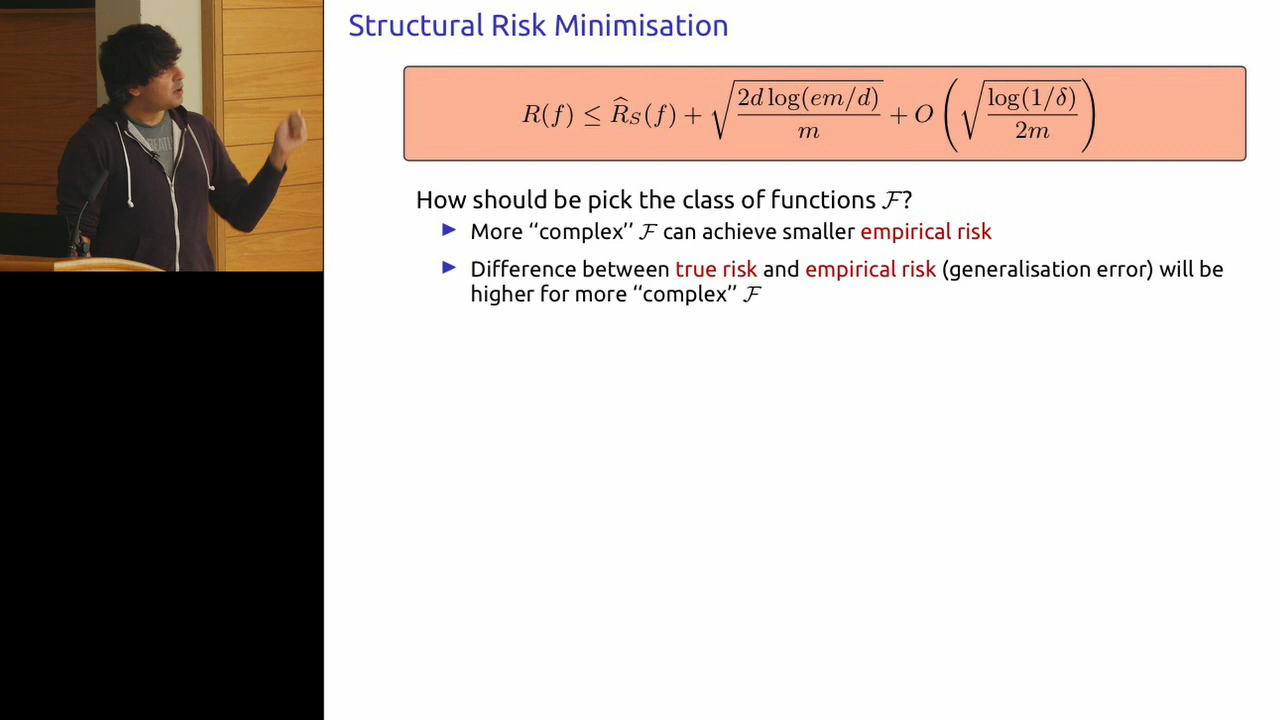 Structural Risk Minimisation
R(f) ≤ R̂_S(f) + √(2d log(em/d) / m) + O(√(log(1/δ) / 2m))
How should be pick the class of functions ℱ?
▶ More “complex” ℱ can achieve smaller empirical risk
▶ Difference between true risk and empirical risk (generalisation error) will be
higher for more “complex” ℱ